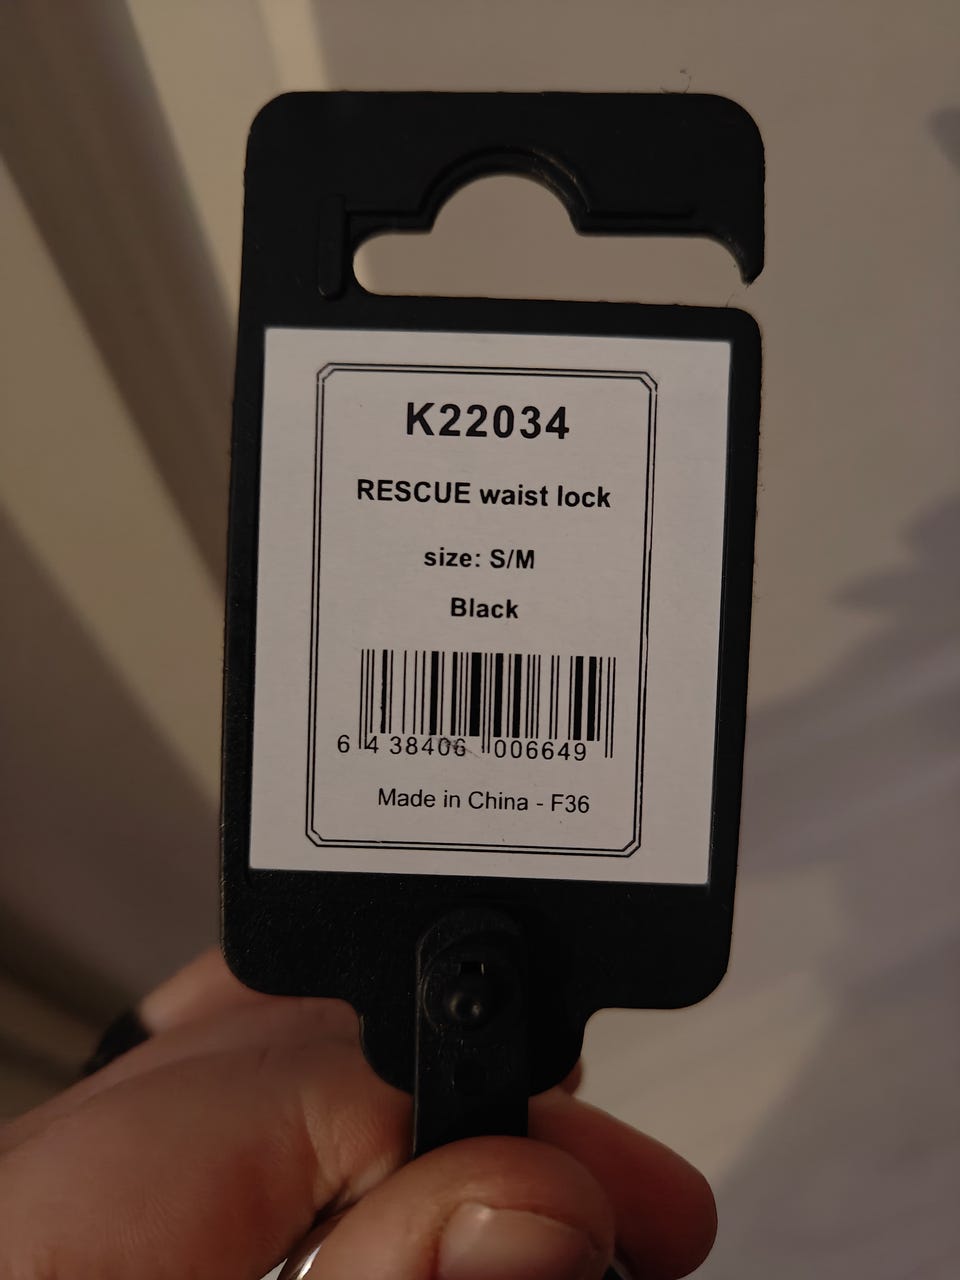 K22034
RESCUE waist lock
size: S/M
Black
6 438406 006649
Made in China - F36